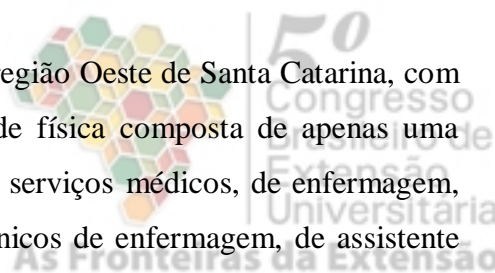 região Oeste de Santa Catarina, com
de física composta de apenas uma
serviços médicos, de enfermagem,
nicos de enfermagem, de assistente
5º
Congresso
Brasileiro de
Extensão
Universitária
As Fronteiras da Extensão